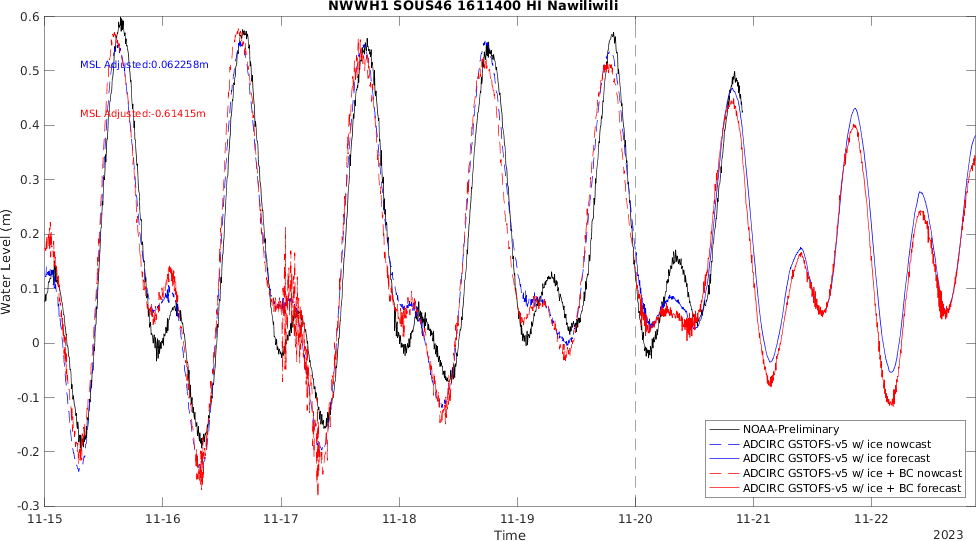 NWWH1 SOUS46 1611400 HI Nawiliwili
0.6
0.5
0.4
0.3
0.2
0.1
0
-0.1
-0.2
-0.3
Water Level (m)
MSL Adjusted:0.062258m
MSL Adjusted:-0.61415m
NOAA-Preliminary
ADCIRC GSTOFS-v5 w/ ice nowcast
ADCIRC GSTOFS-v5 w/ ice forecast
ADCIRC GSTOFS-v5 w/ ice + BC nowcast
ADCIRC GSTOFS-v5 w/ ice + BC forecast
11-15 11-16 11-17 11-18 11-19 11-20 11-21 11-22
2023
Time